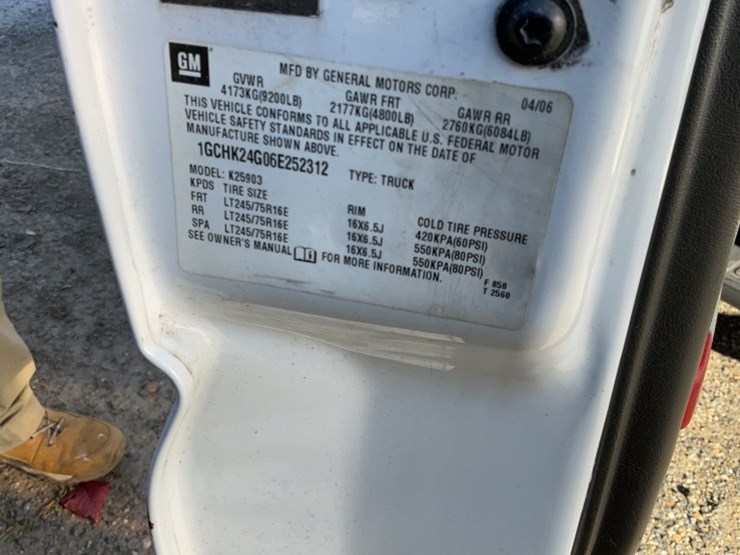 GM
MFD BY GENERAL MOTORS CORP. 04/06
GVWR GAWR FRT GAWR RR
4173KG(9200LB) 2177KG(4800LB) 2760KG(6084LB)
THIS VEHICLE CONFORMS TO ALL APPLICABLE U.S. FEDERAL MOTOR
VEHICLE SAFETY STANDARDS IN EFFECT ON THE DATE OF
MANUFACTURE SHOWN ABOVE.
1GCHK24G06E252312 TYPE: TRUCK
MODEL: K25903
KPDS TIRE SIZE RIM COLD TIRE PRESSURE
FRT LT245/75R16E 16X6.5J 420KPA(60PSI)
RR LT245/75R16E 16X6.5J 550KPA(80PSI)
SPA LT245/75R16E 16X6.5J 550KPA(80PSI)
SEE OWNER'S MANUAL FOR MORE INFORMATION.
F 858
T 2560